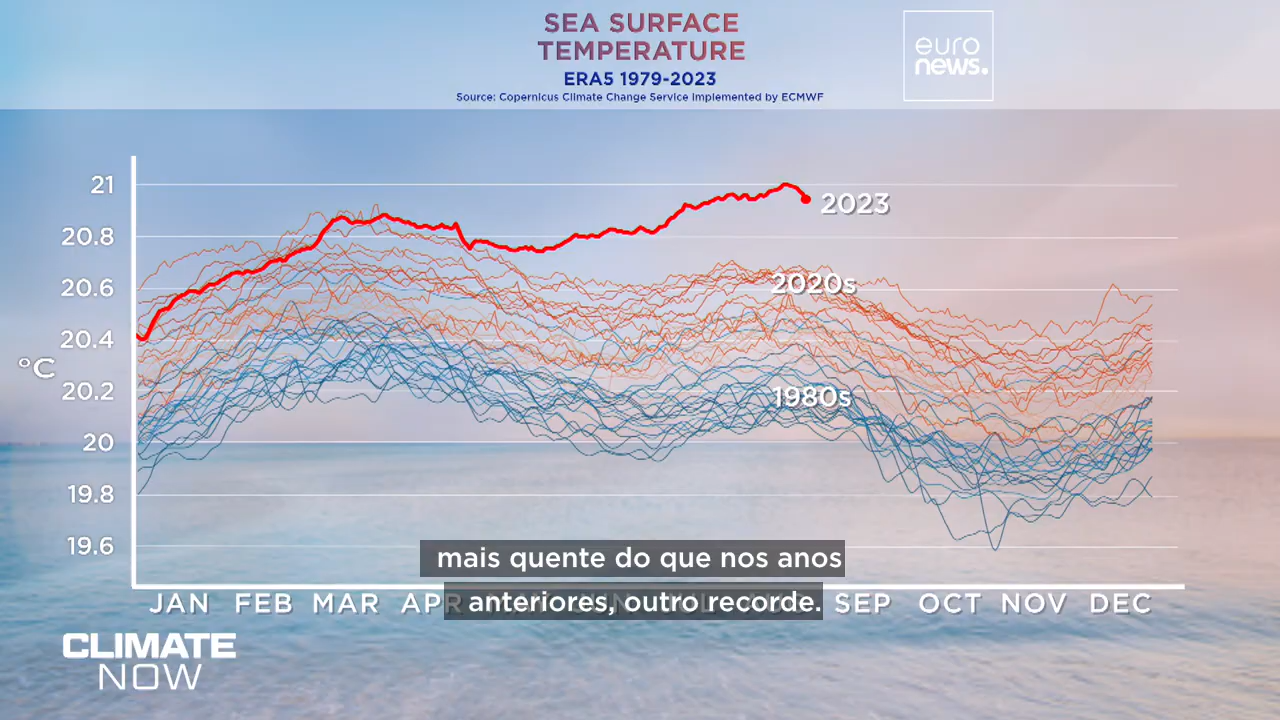 SEA SURFACE
TEMPERATURE
ERA5 1979-2023
Source: Copernicus Climate Change Service Implemented by ECMWF
euro
news.
21
20.8
20.6
20.4
°C
20.2
20
19.8
19.6
2023
2020s
1980s
mais quente do que nos anos
anteriores, outro recorde.
JAN FEB MAR APR SEP OCT NOV DEC
CLIMATE
NOW